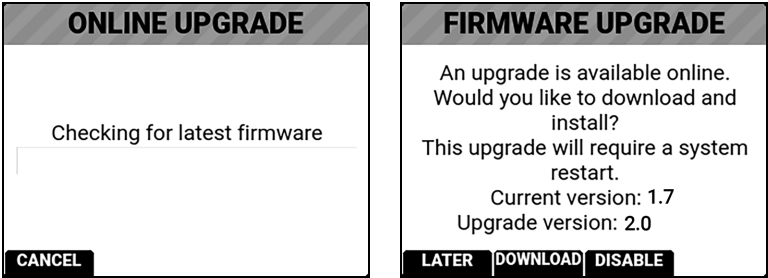 ONLINE UPGRADE
Checking for latest firmware
CANCEL
FIRMWARE UPGRADE
An upgrade is available online.
Would you like to download and
install?
This upgrade will require a system
restart.
Current version: 1.7
Upgrade version: 2.0
LATER DOWNLOAD DISABLE